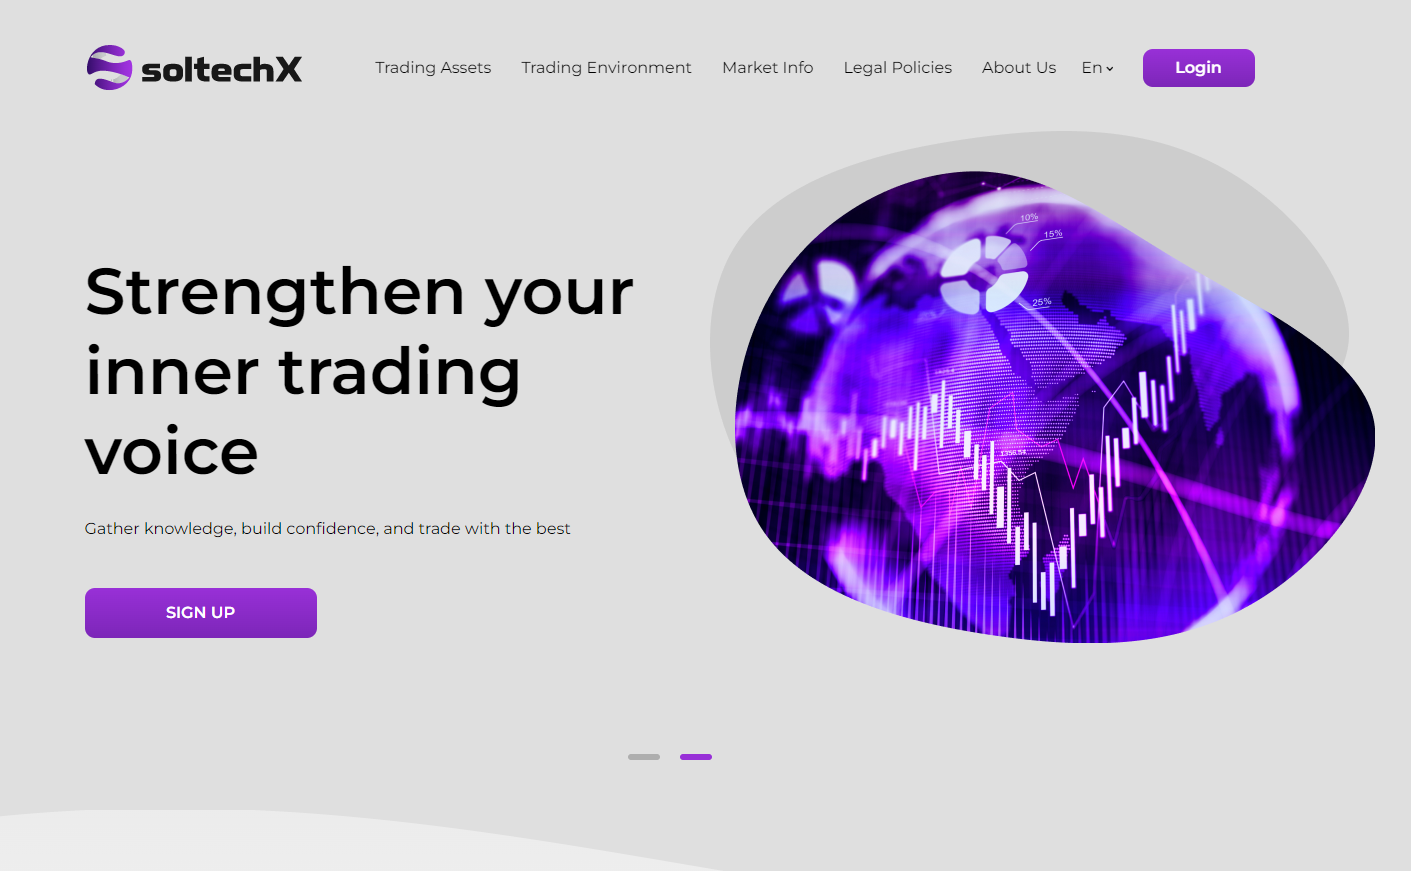 soltechX
Trading Assets
Trading Environment
Market Info
Legal Policies
About Us
En
Login
Strengthen your
inner trading
voice
Gather knowledge, build confidence, and trade with the best
SIGN UP
10%
15%
25%